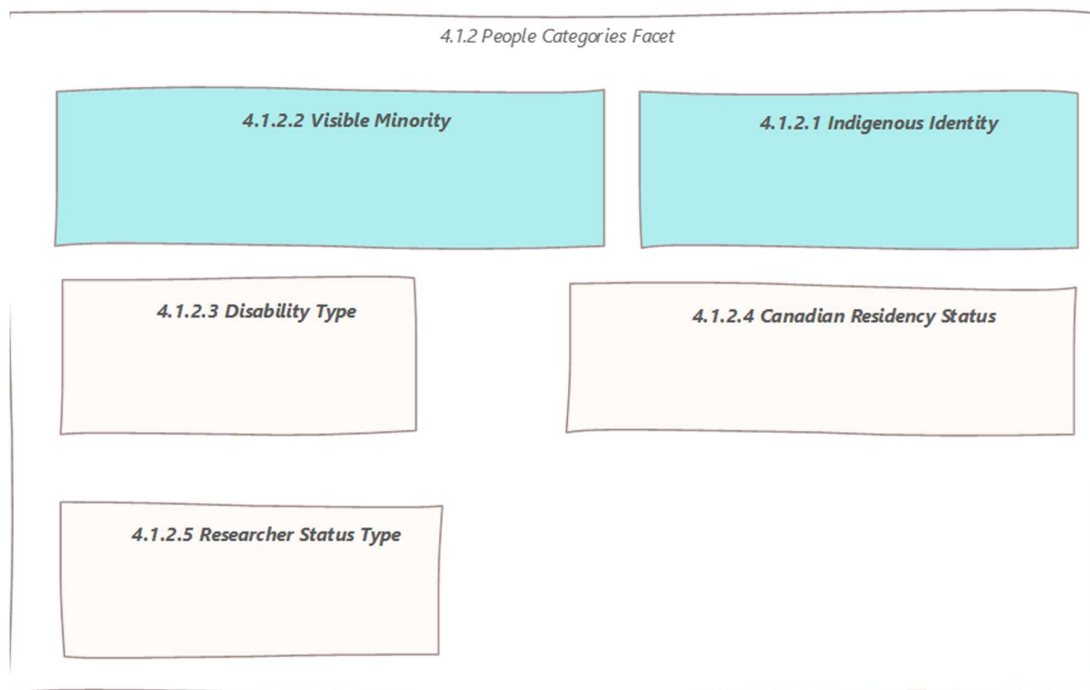 4.1.2 People Categories Facet
4.1.2.2 Visible Minority
4.1.2.1 Indigenous Identity
4.1.2.3 Disability Type
4.1.2.4 Canadian Residency Status
4.1.2.5 Researcher Status Type